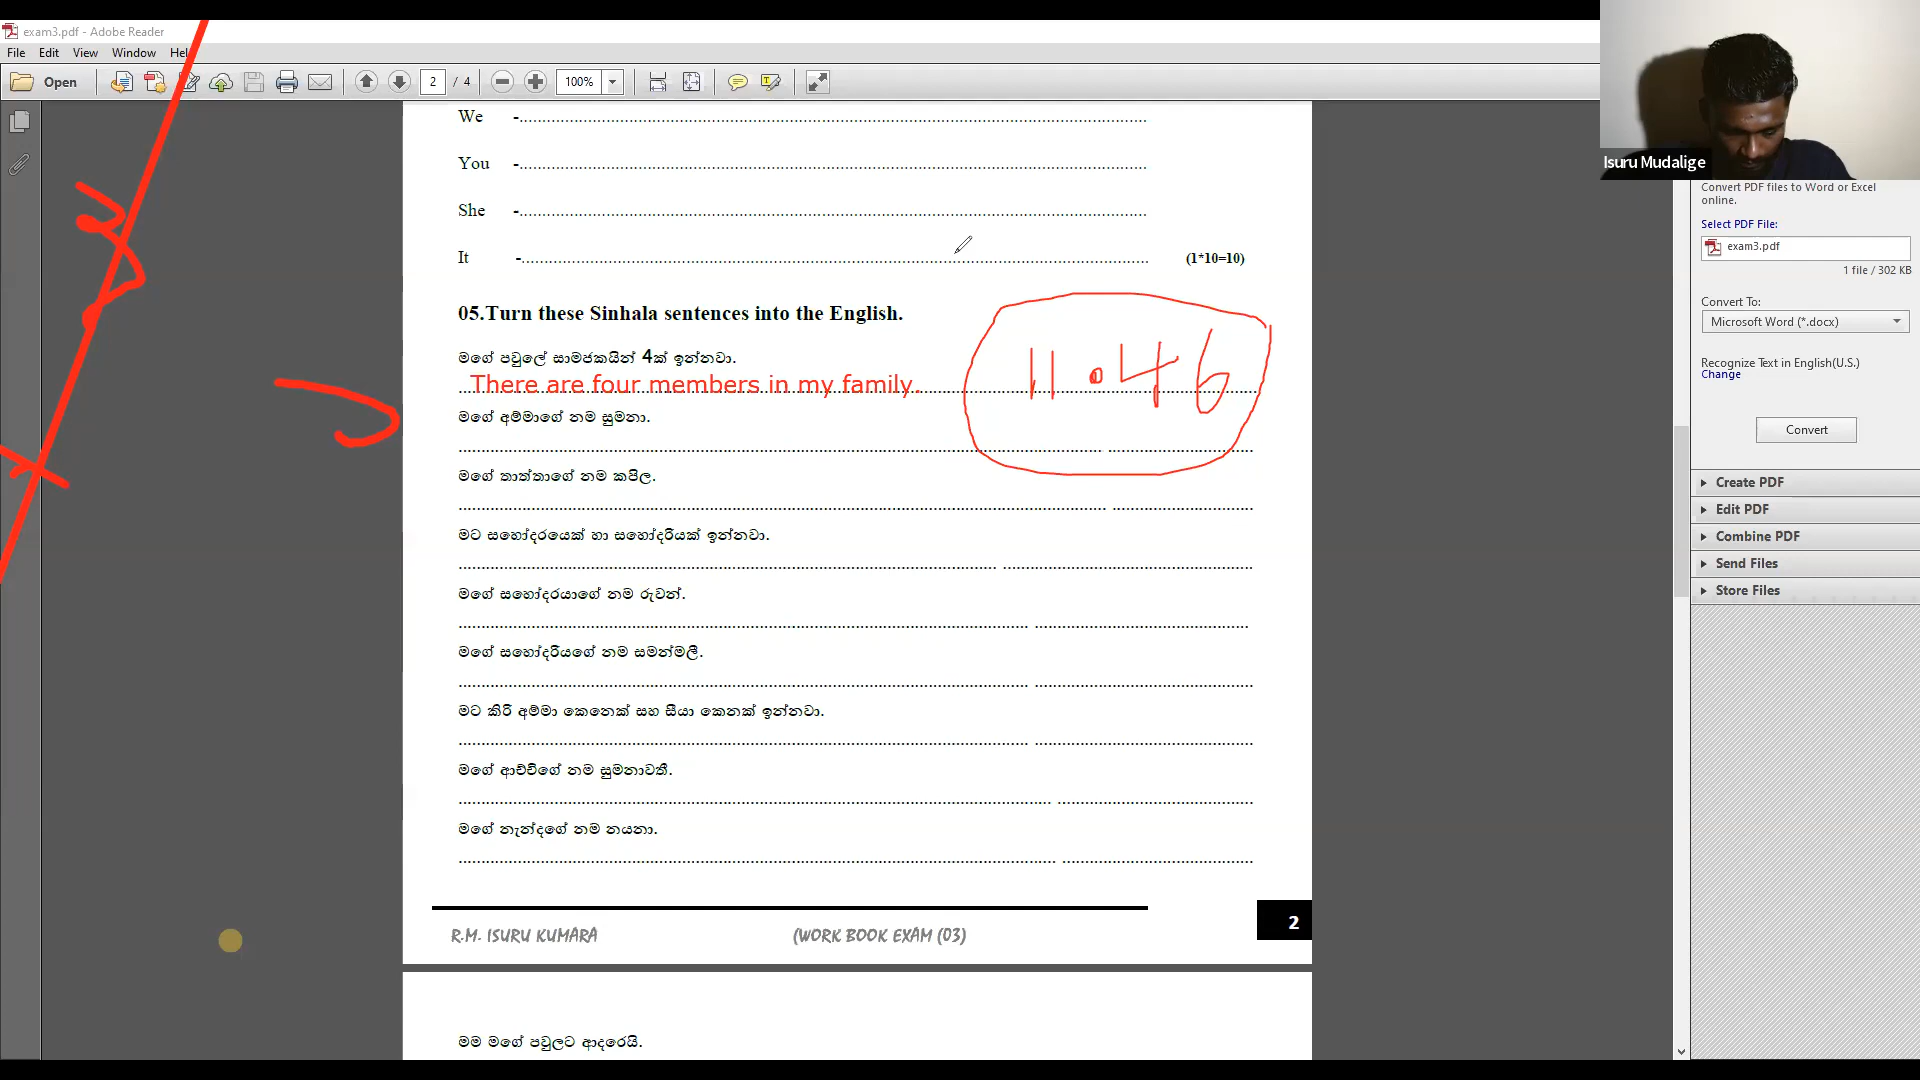 exam3.pdf - Adobe Reader
File Edit View Window Help
Open 2 / 4 100%
We -
You -
She -
It - (1*10=10)
05.Turn these Sinhala sentences into the English.
මගේ පවුලේ සාමජකයින් 4ක් ඉන්නවා.
There are four members in my family.
11.46
මගේ අම්මාගේ නම සුමනා.
මගේ තාත්තාගේ නම කපිල.
මට සහෝදරයෙක් හා සහෝදරියක් ඉන්නවා.
මගේ සහෝදරයාගේ නම රුවන්.
මගේ සහෝදරියගේ නම සමන්මලී.
මට කිරි අම්මා කෙනෙක් සහ සීයා කෙනක් ඉන්නවා.
මගේ ආච්චිගේ නම සුමනාවතී.
මගේ නැන්දගේ නම නයනා.
R.M. ISURU KUMARA (WORK BOOK EXAM (03) 2
මම මගේ පවුලට ආදරෙයි.
Isuru Mudalige
Convert PDF files to Word or Excel
online.
Select PDF File:
exam3.pdf
1 file / 302 KB
Convert To:
Microsoft Word (*.docx)
Recognize Text in English(U.S.)
Change
Convert
Create PDF
Edit PDF
Combine PDF
Send Files
Store Files